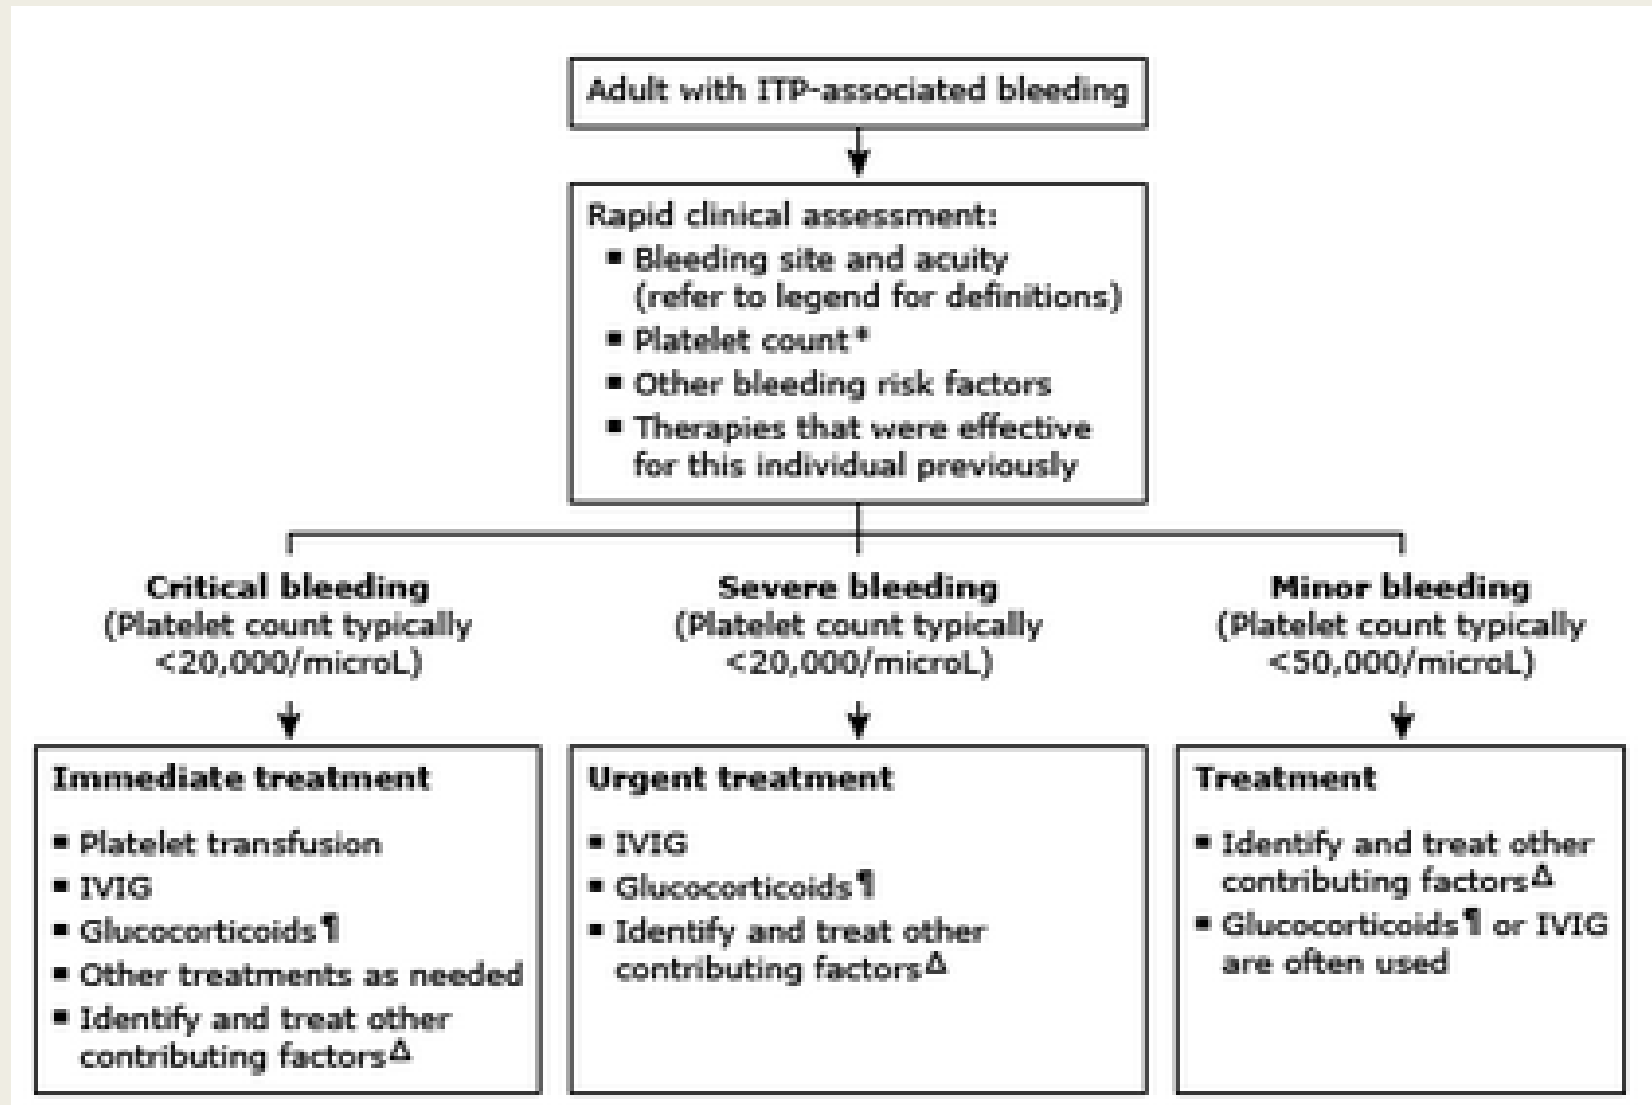 Adult with ITP-associated bleeding
Rapid clinical assessment:
▪ Bleeding site and acuity
(refer to legend for definitions)
▪ Platelet count*
▪ Other bleeding risk factors
▪ Therapies that were effective
for this individual previously
Critical bleeding
(Platelet count typically
<20,000/microL)
Severe bleeding
(Platelet count typically
<20,000/microL)
Minor bleeding
(Platelet count typically
<50,000/microL)
Immediate treatment
▪ Platelet transfusion
▪ IVIG
▪ Glucocorticoids¶
▪ Other treatments as needed
▪ Identify and treat other
contributing factorsΔ
Urgent treatment
▪ IVIG
▪ Glucocorticoids¶
▪ Identify and treat other
contributing factorsΔ
Treatment
▪ Identify and treat other
contributing factorsΔ
▪ Glucocorticoids¶ or IVIG
are often used